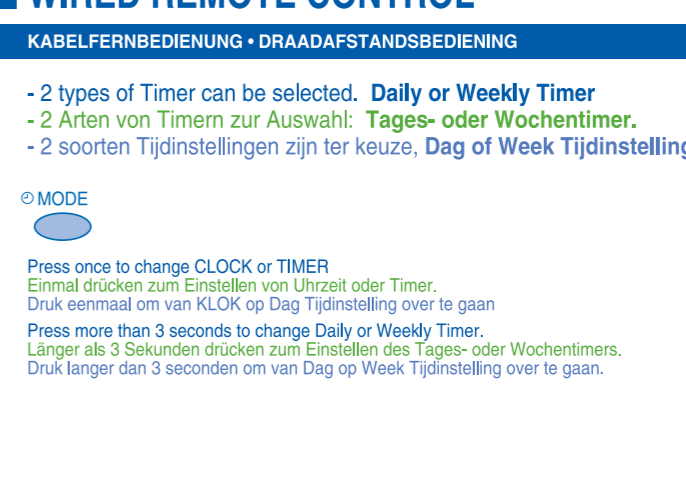 WIRED REMOTE CONTROL
KABELFERNBEDIENUNG • DRAADAFSTANDSBEDIENING
- 2 types of Timer can be selected. Daily or Weekly Timer
- 2 Arten von Timern zur Auswahl: Tages- oder Wochentimer.
- 2 soorten Tijdinstellingen zijn ter keuze, Dag of Week Tijdinstelling
MODE
Press once to change CLOCK or TIMER
Einmal drücken zum Einstellen von Uhrzeit oder Timer.
Druk eenmaal om van KLOK op Dag Tijdinstelling over te gaan
Press more than 3 seconds to change Daily or Weekly Timer.
Länger als 3 Sekunden drücken zum Einstellen des Tages- oder Wochentimers.
Druk langer dan 3 seconden om van Dag op Week Tijdinstelling over te gaan.